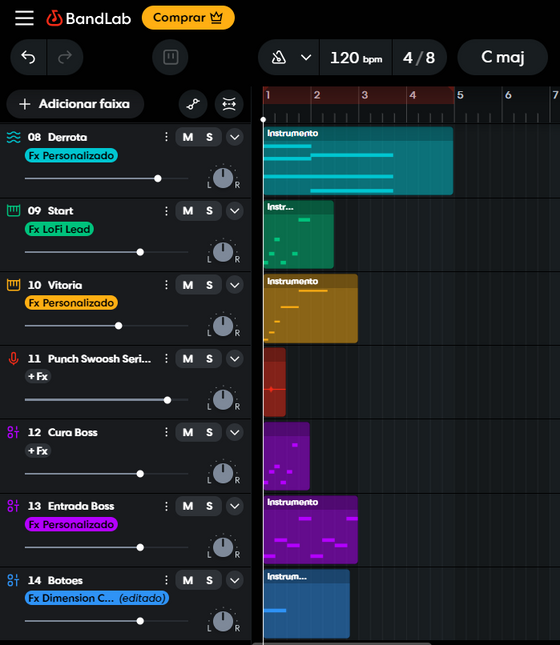 BandLab
Comprar
120 bpm
4 / 8
C maj
+ Adicionar faixa
1 2 3 4 5 6 7
08 Derrota M S
Fx Personalizado
L R
Instrumento
09 Start M S
Fx LoFi Lead
L R
Instr...
10 Vitoria M S
Fx Personalizado
L R
Instrumento
11 Punch Swoosh Seri... M S
+ Fx
L R
12 Cura Boss M S
+ Fx
L R
13 Entrada Boss M S
Fx Personalizado
L R
Instrumento
14 Botoes M S
Fx Dimension C... (editado)
L R
Instrum...